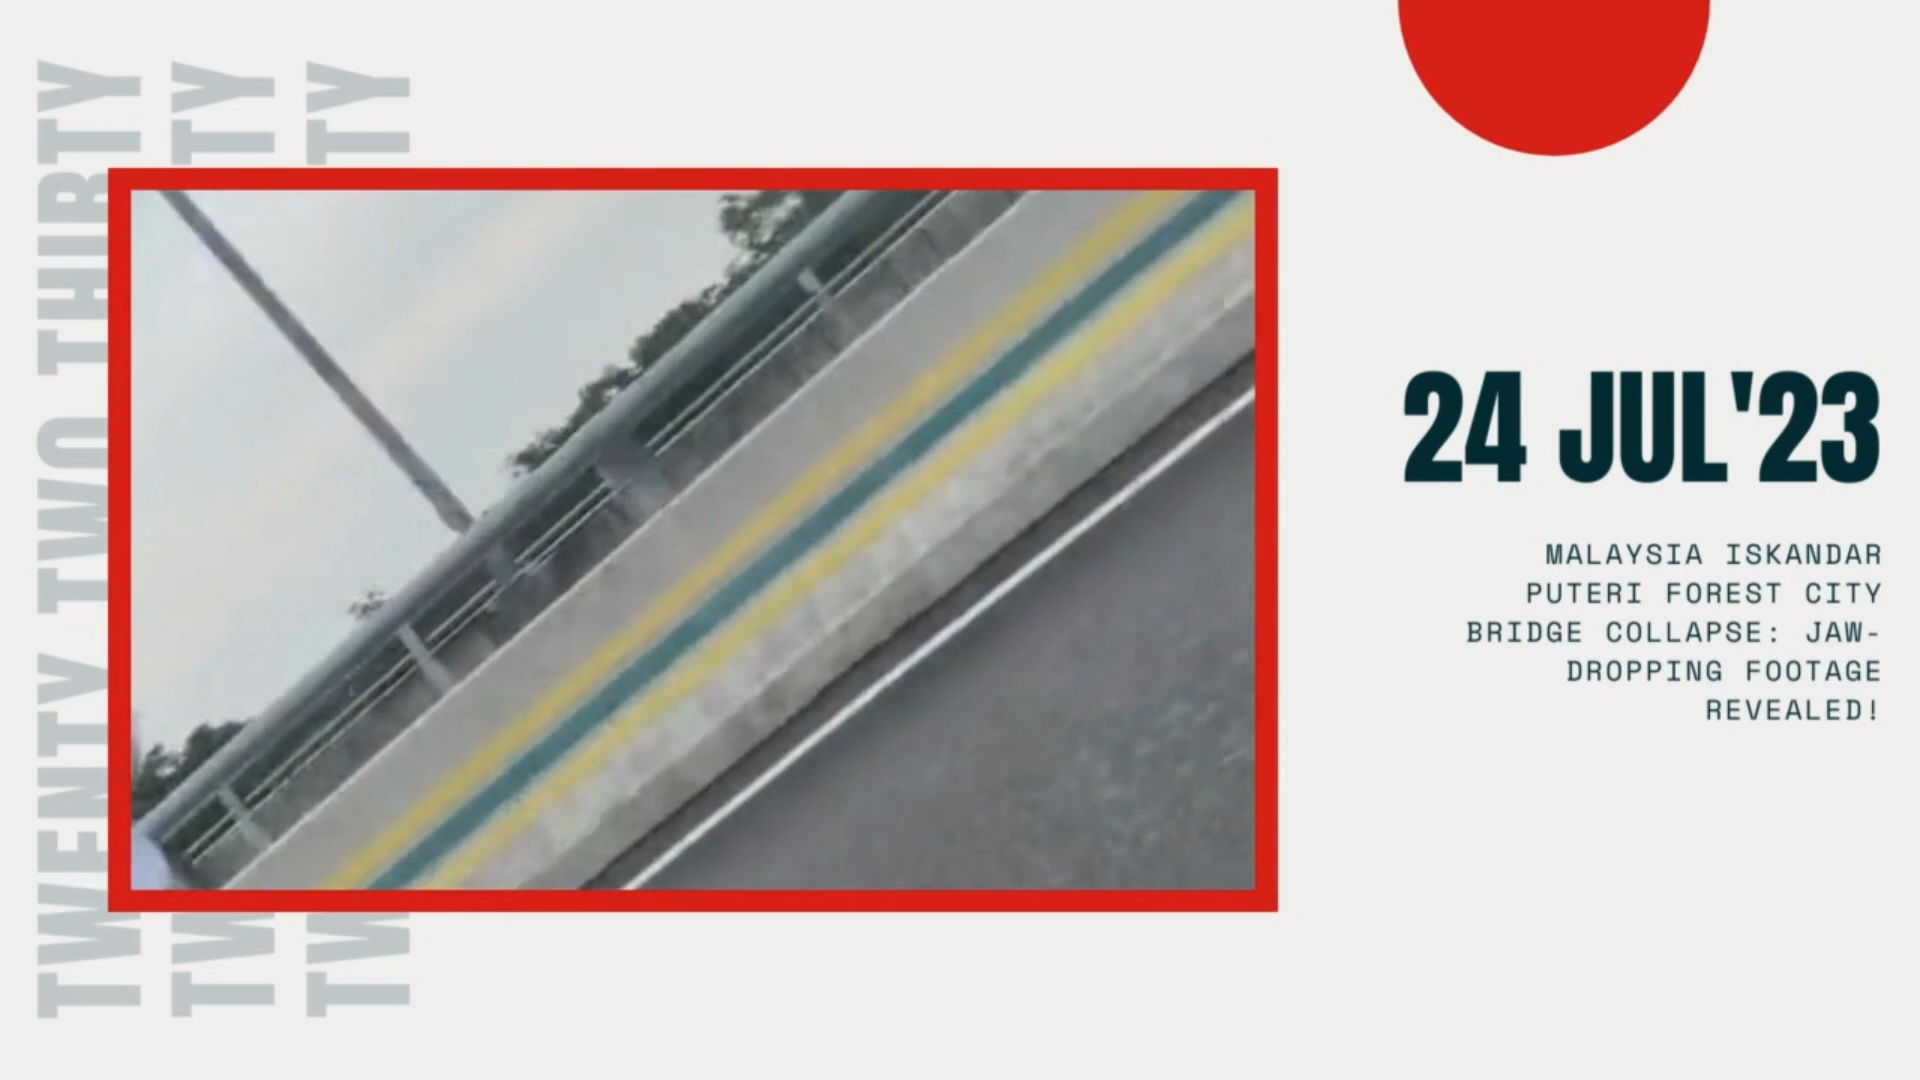 TWENTY TWO THIRTY
24 JUL'23
MALAYSIA ISKANDAR
PUTERI FOREST CITY
BRIDGE COLLAPSE: JAW-
DROPPING FOOTAGE
REVEALED!